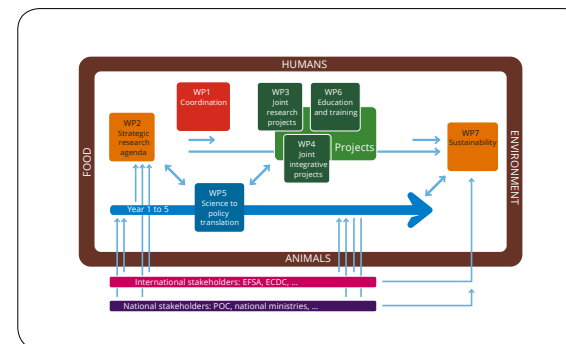 HUMANS
WP1
Coordination
WP3
Joint
research
projects
WP6
Education
and training
WP2
Strategic
research
agenda
WP7
Sustainability
Projects
WP4
Joint
integrative
projects
FOOD
ENVIRONMENT
WP5
Science to
policy
translation
Year 1 to 5
ANIMALS
International stakeholders: EFSA, ECDC, ...
National stakeholders: POC, national ministries, ...